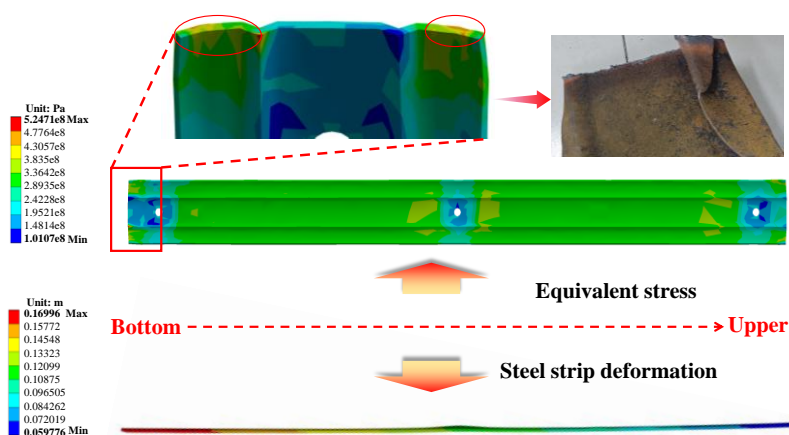 Unit: Pa
5.2471e8 Max
4.7764e8
4.3057e8
3.835e8
3.3642e8
2.8935e8
2.4228e8
1.9521e8
1.4814e8
1.0107e8 Min
Equivalent stress
Unit: m
0.16996 Max
0.15772
0.14548
0.13323
0.12099
0.10875
0.096505
0.084262
0.072019
0.059776 Min
Bottom
Upper
Steel strip deformation